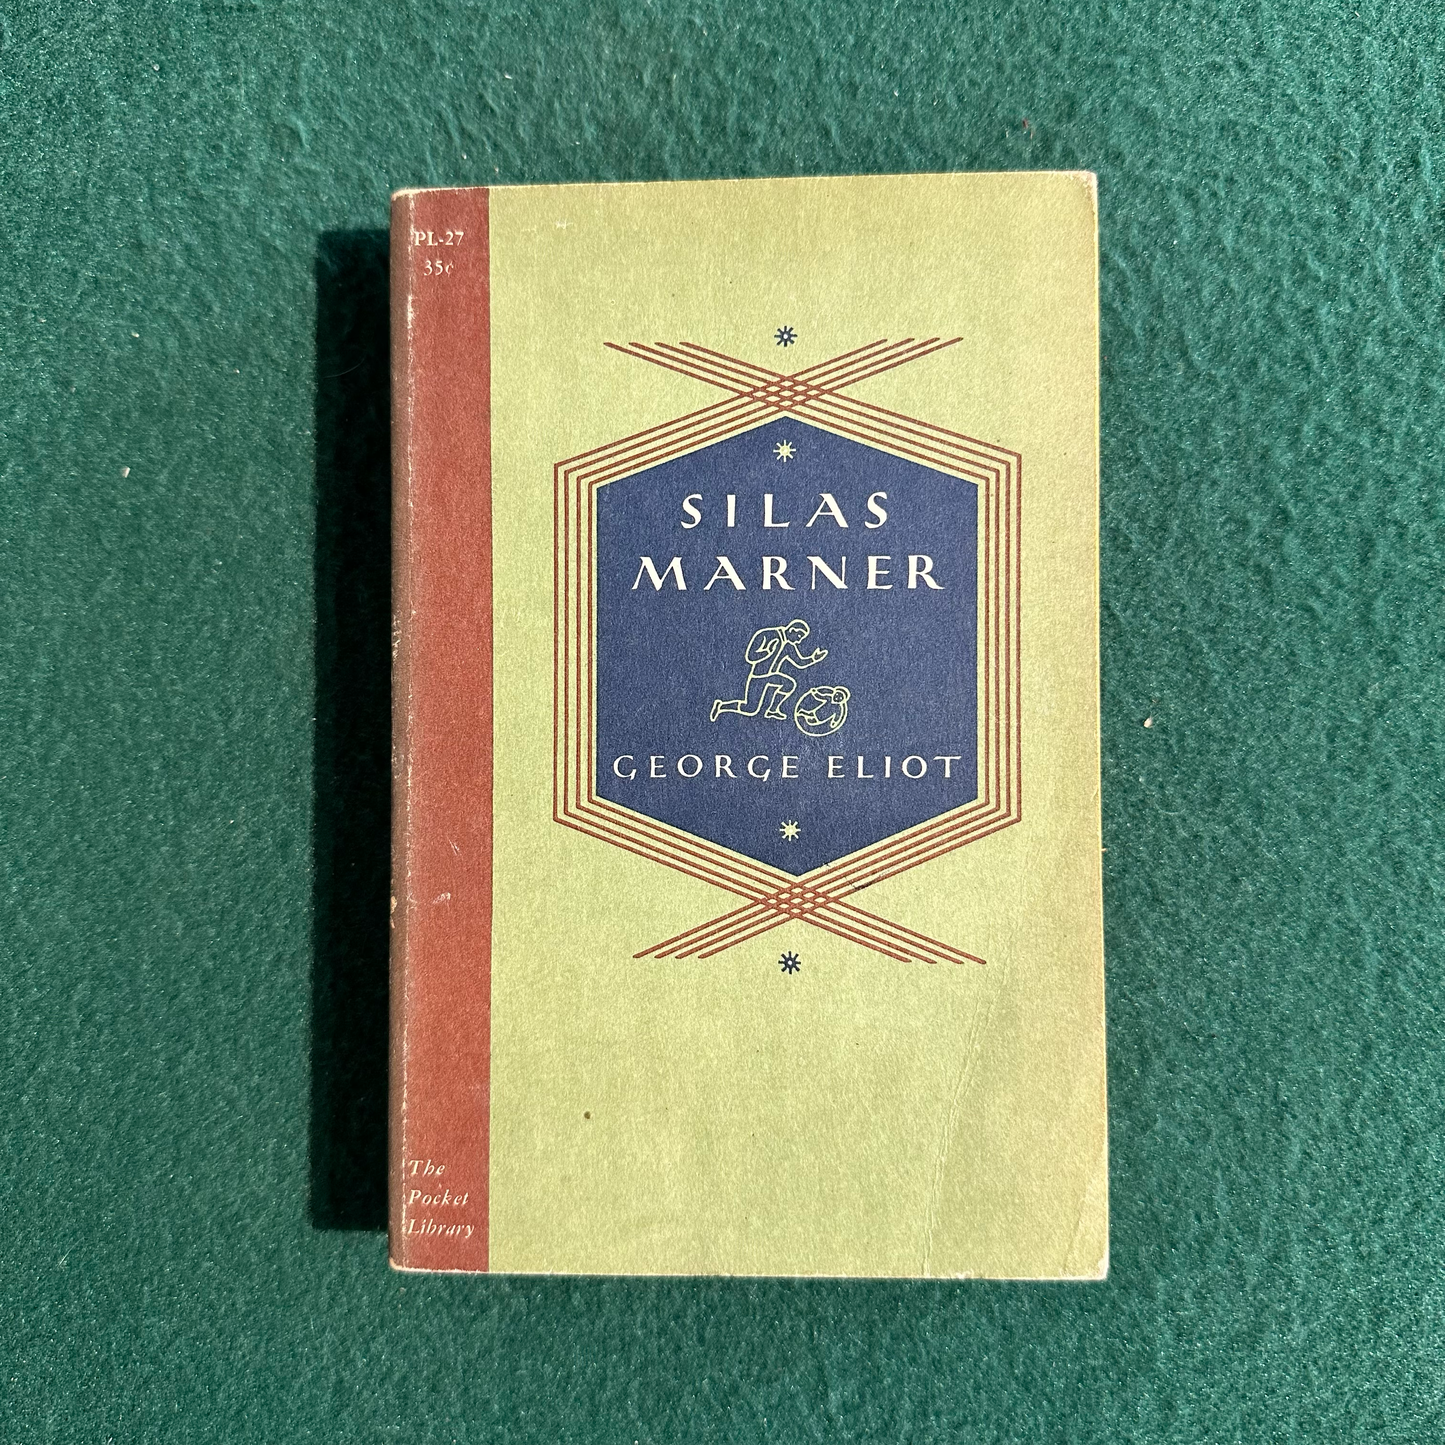 PL-27
35¢
SILAS
MARNER
GEORGE ELIOT
The
Pocket
Library